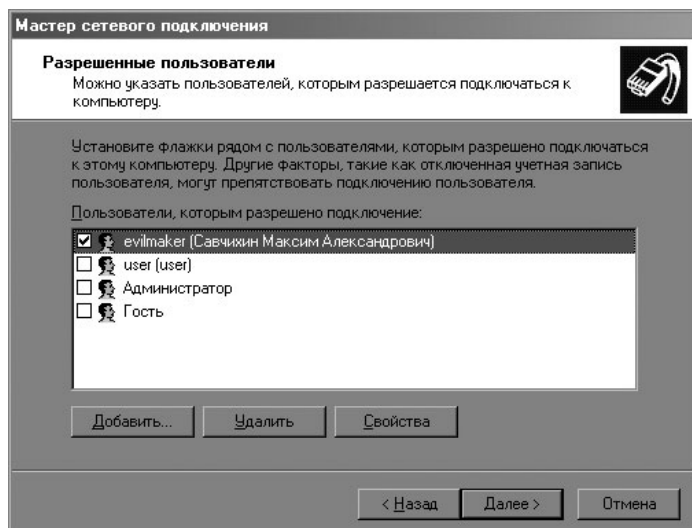 Мастер сетевого подключения
Разрешенные пользователи
Можно указать пользователей, которым разрешается подключаться к
компьютеру.
Установите флажки рядом с пользователями, которым разрешено подключаться
к этому компьютеру. Другие факторы, такие как отключенная учетная запись
пользователя, могут препятствовать подключению пользователя.
Пользователи, которым разрешено подключение:
evilmaker (Савчихин Максим Александрович)
user (user)
Администратор
Гость
Добавить... Удалить Свойства
< Назад Далее > Отмена